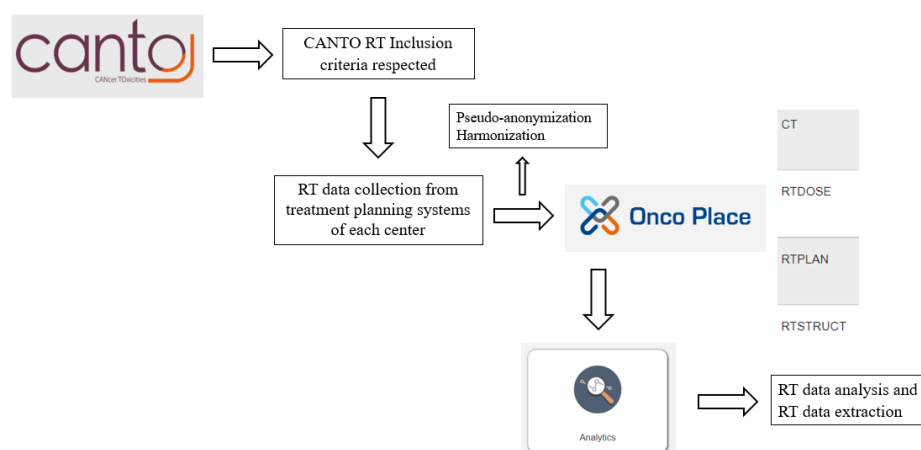 canto
CANcer TOxicities
CANTO RT Inclusion
criteria respected
Pseudo-anonymization
Harmonization
RT data collection from
treatment planning systems
of each center
Onco Place
CT
RTDOSE
RTPLAN
RTSTRUCT
Analytics
RT data analysis and
RT data extraction